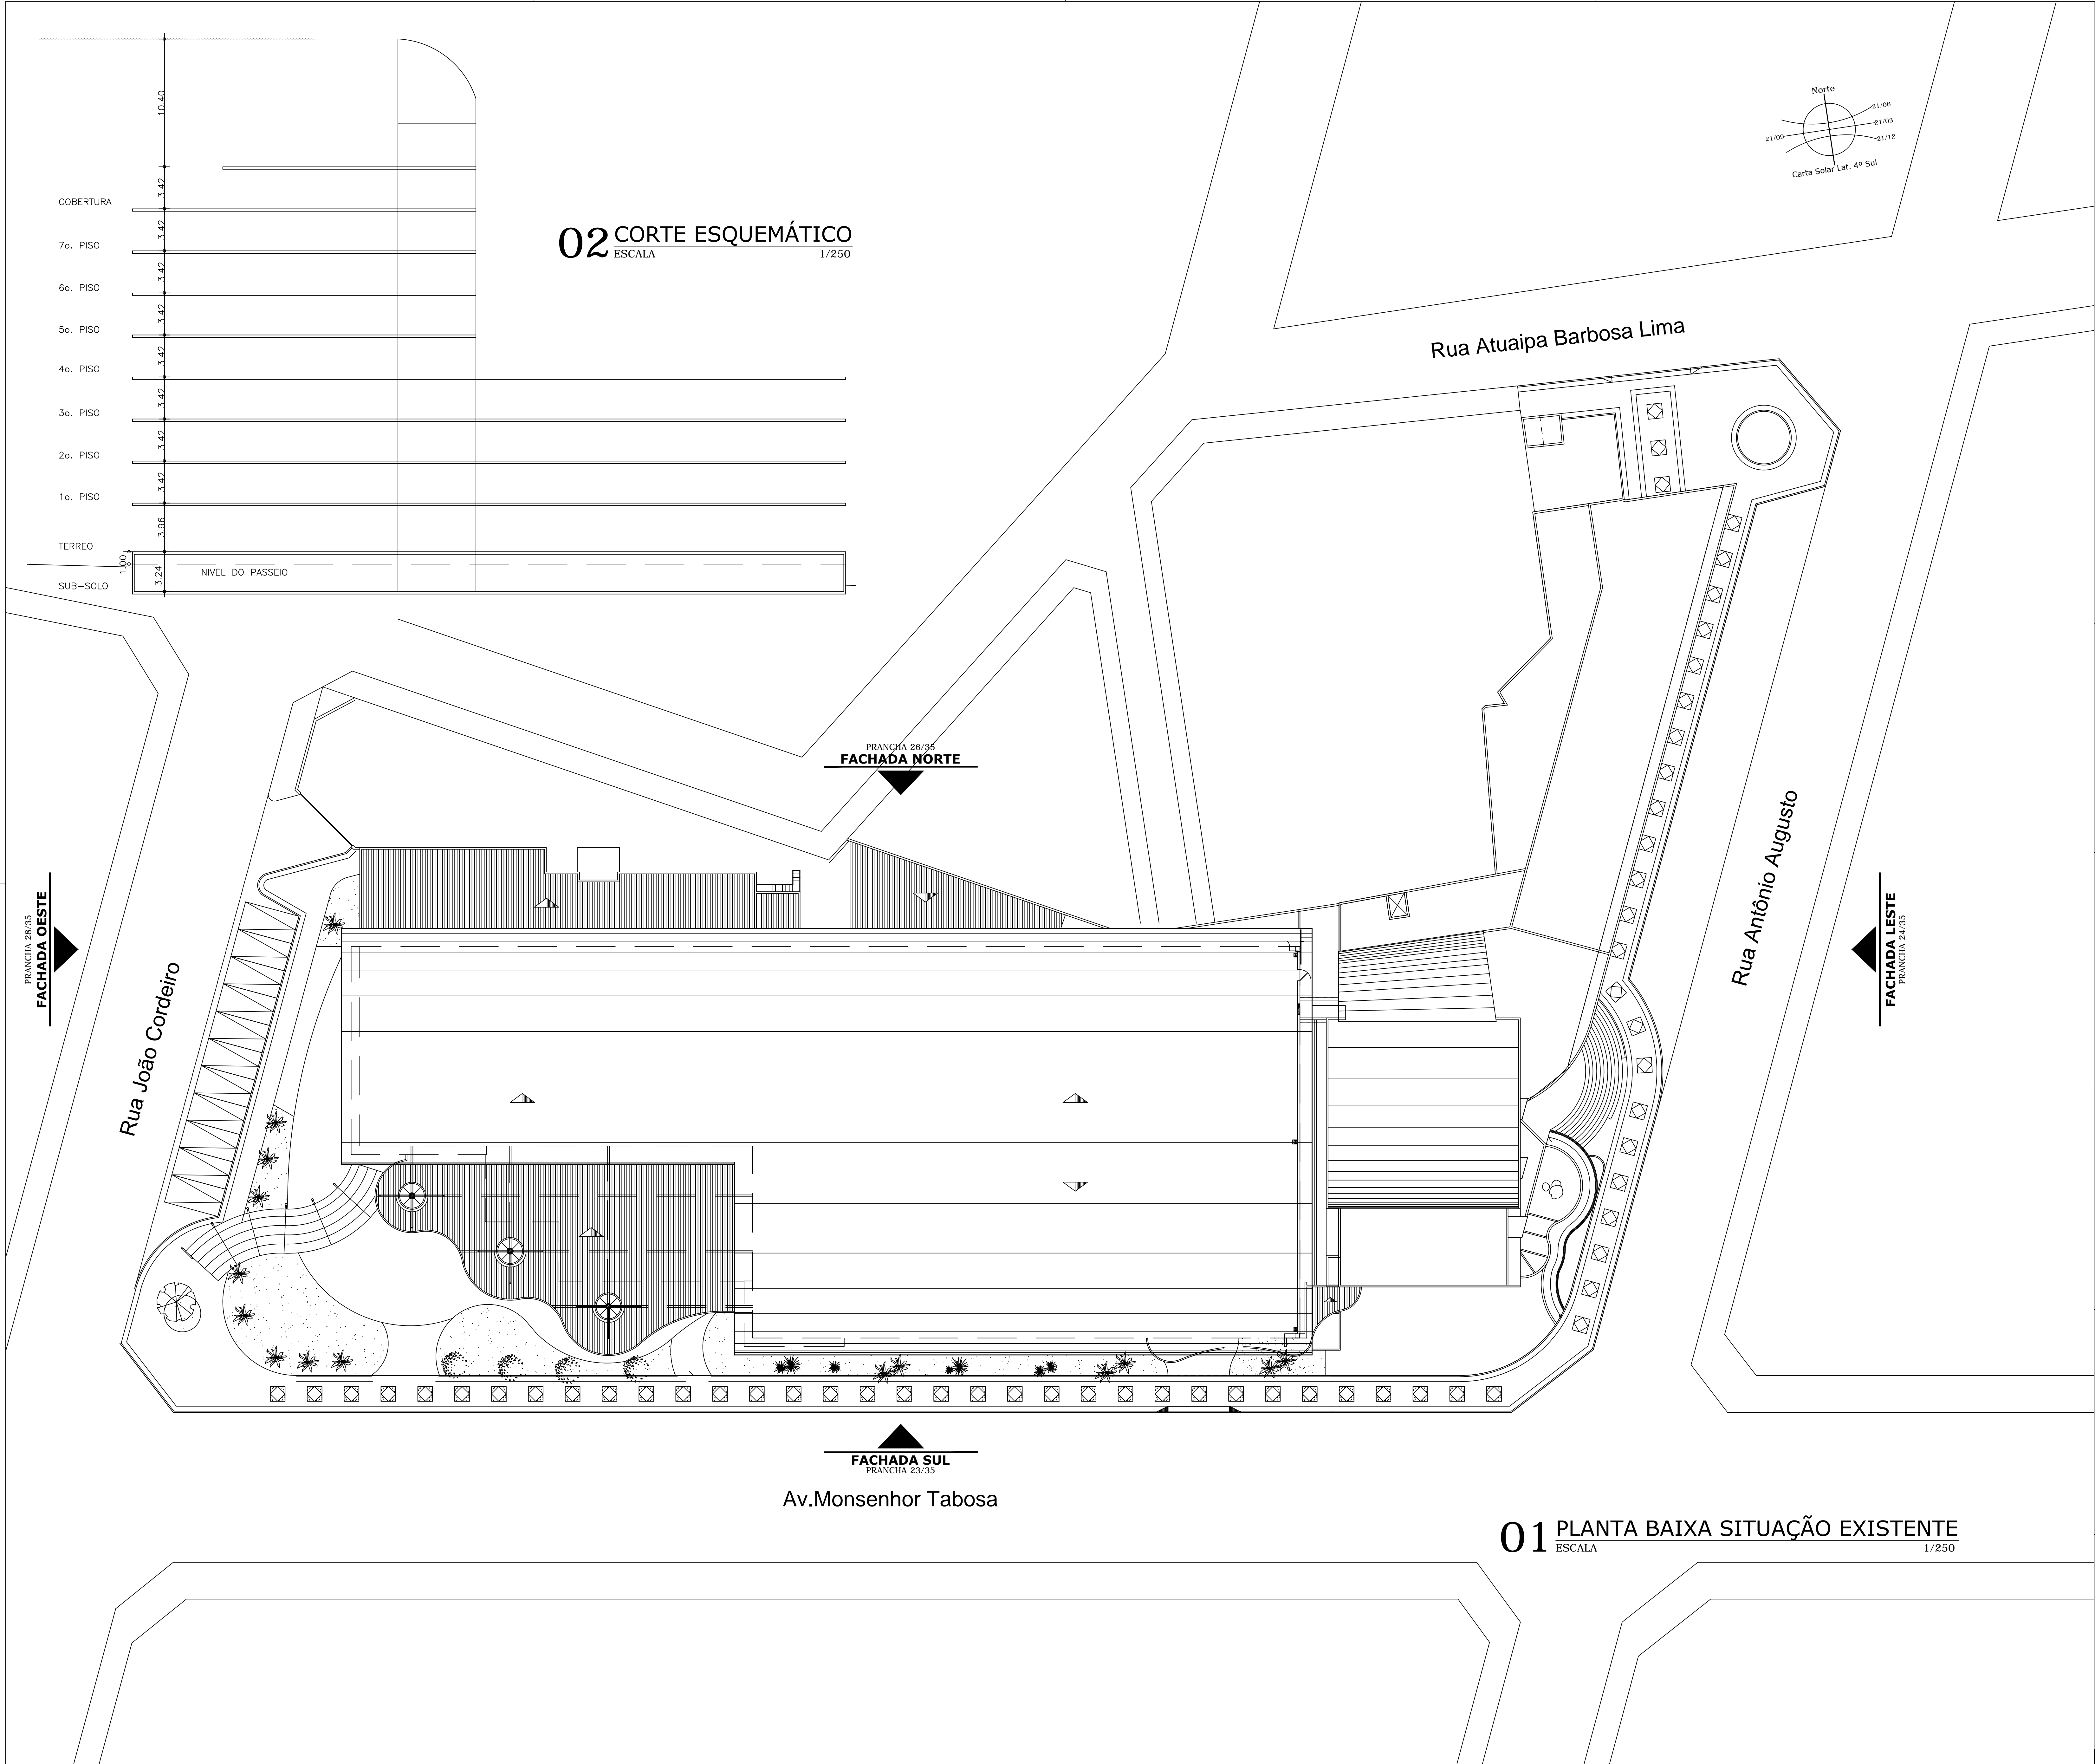 10.40
3.42
COBERTURA
3.42
7o. PISO
3.42
6o. PISO
3.42
5o. PISO
3.42
4o. PISO
3.42
3o. PISO
3.42
2o. PISO
3.42
1o. PISO
3.96
TERREO
1.00
3.24
NIVEL DO PASSEIO
SUB-SOLO
02 CORTE ESQUEMÁTICO
ESCALA 1/250
Norte
21/06
21/03
21/09
21/12
Carta Solar Lat. 4º Sul
Rua Atuaipa Barbosa Lima
PRANCHA 26/35
FACHADA NORTE
Rua Antônio Augusto
PRANCHA 28/35
FACHADA OESTE
FACHADA LESTE
PRANCHA 24/35
Rua João Cordeiro
FACHADA SUL
PRANCHA 23/35
Av.Monsenhor Tabosa
01 PLANTA BAIXA SITUAÇÃO EXISTENTE
ESCALA 1/250